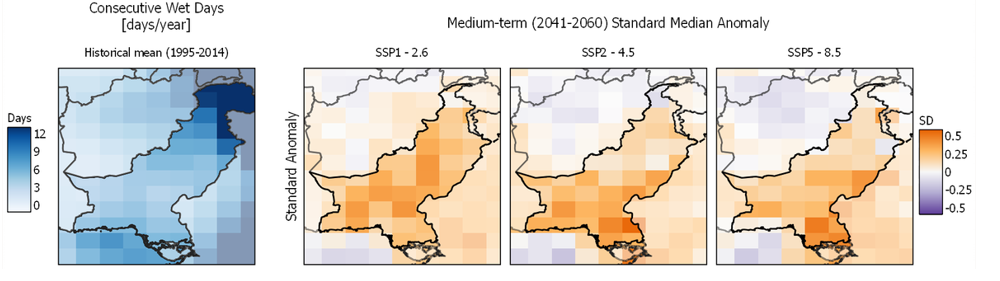 Consecutive Wet Days
[days/year]
Medium-term (2041-2060) Standard Median Anomaly
Historical mean (1995-2014)
SSP1 - 2.6
SSP2 - 4.5
SSP5 - 8.5
Days
12
9
6
3
0
Standard Anomaly
SD
0.5
0.25
0
-0.25
-0.5